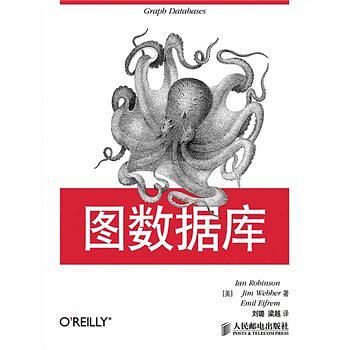 Graph Databases
图数据库
Ian Robinson
[美] Jim Webber 著
Emil Eifrem
刘璐 梁越 译
O'REILLY®
人民邮电出版社
POSTS & TELECOM PRESS